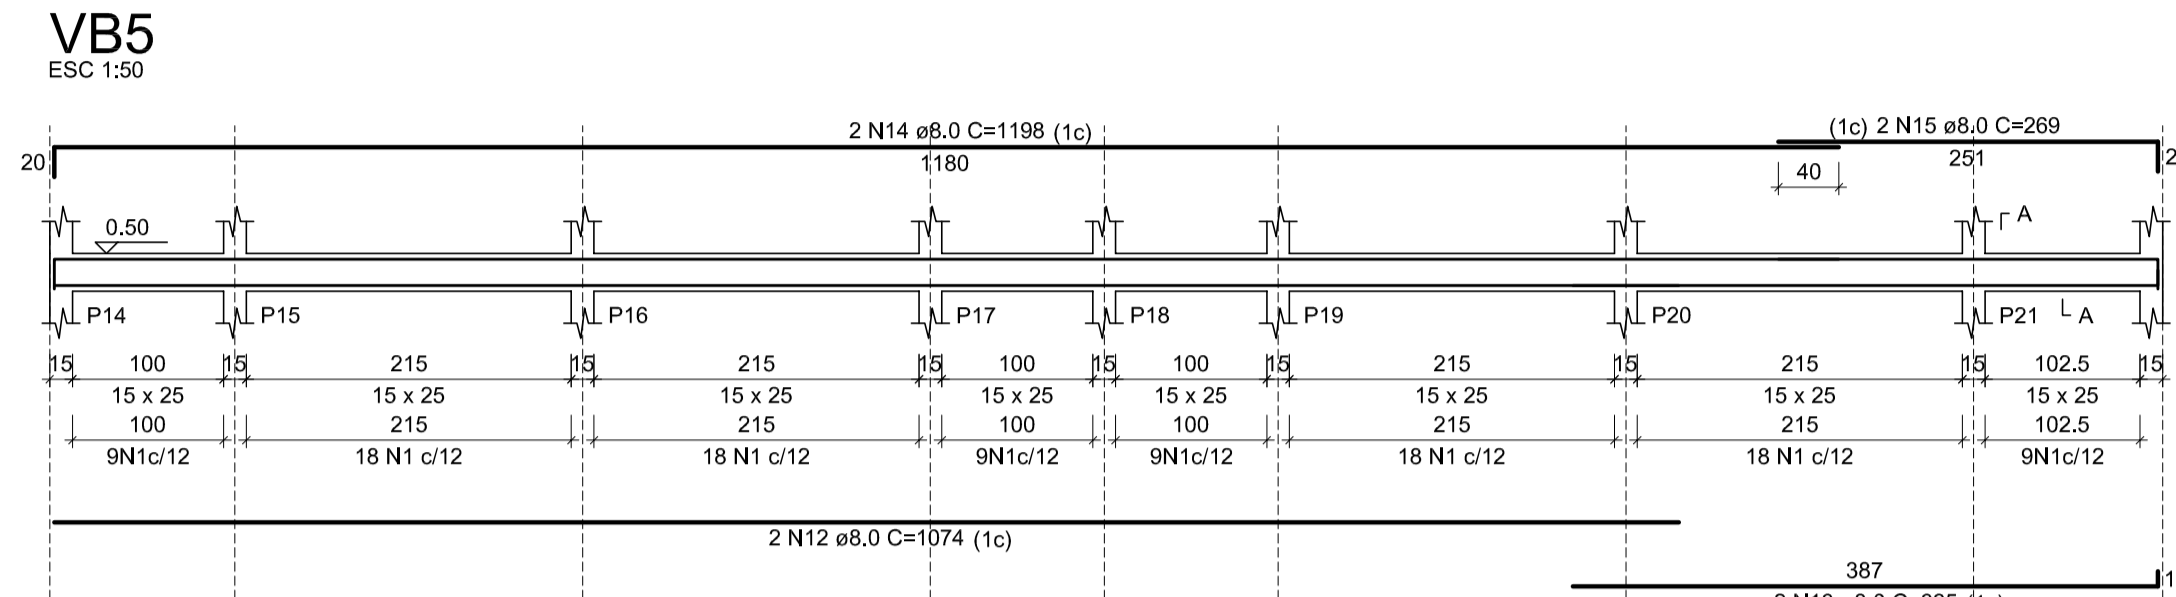 VB5
ESC 1:50
2 N14 ø8.0 C=1198 (1c)
(1c) 2 N15 ø8.0 C=269
20
1180
251
2
40
0.50
A
P14
P15
P16
P17
P18
P19
P20
P21
A
15 100 15 215 15 215 15 100 15 100 15 215 15 215 15 102.5 15
15 x 25 15 x 25 15 x 25 15 x 25 15 x 25 15 x 25 15 x 25 15 x 25
100 215 215 100 100 215 215 102.5
9N1c/12 18 N1 c/12 18 N1 c/12 9N1c/12 9N1c/12 18 N1 c/12 18 N1 c/12 9N1c/12
2 N12 ø8.0 C=1074 (1c)
387
1